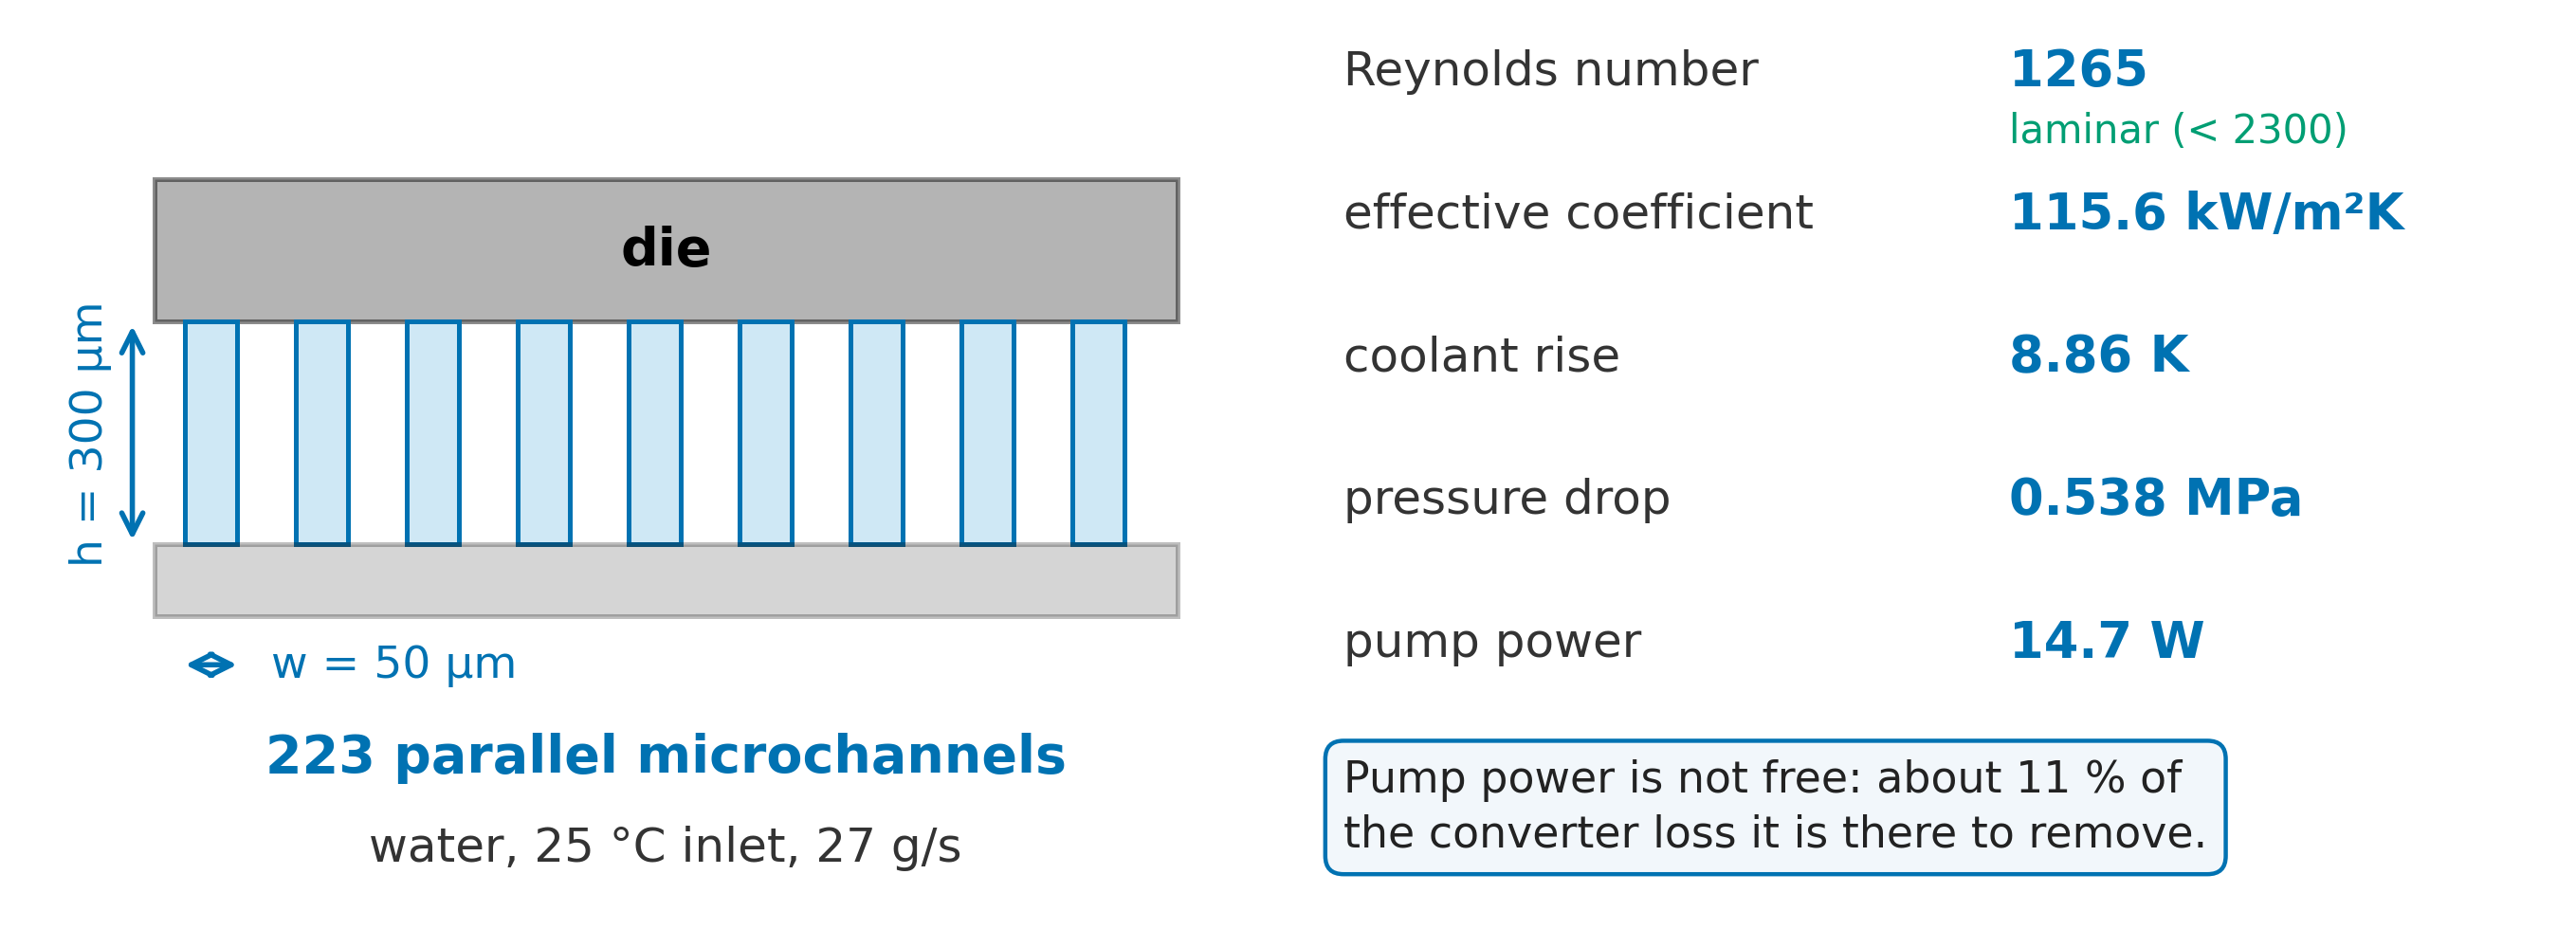 die
h = 300 µm
w = 50 µm
223 parallel microchannels
water, 25 °C inlet, 27 g/s
Reynolds number 1265
laminar (< 2300)
effective coefficient 115.6 kW/m²K
coolant rise 8.86 K
pressure drop 0.538 MPa
pump power 14.7 W
Pump power is not free: about 11 % of
the converter loss it is there to remove.